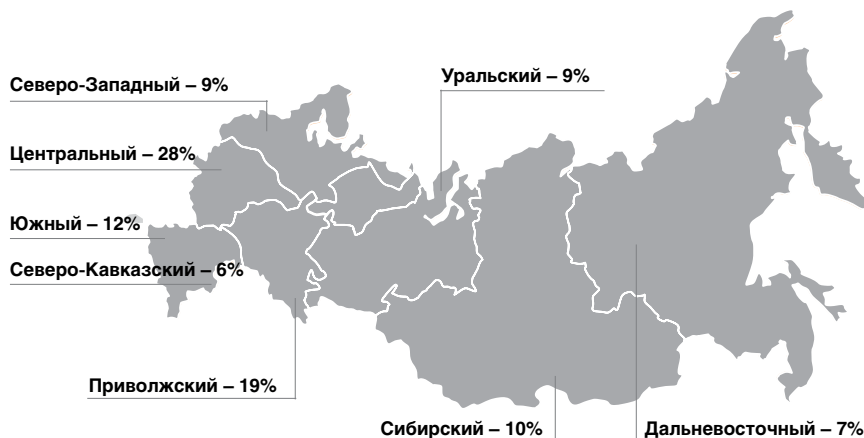 Северо-Западный – 9%
Уральский – 9%
Центральный – 28%
Южный – 12%
Северо-Кавказский – 6%
Приволжский – 19%
Сибирский – 10%
Дальневосточный – 7%